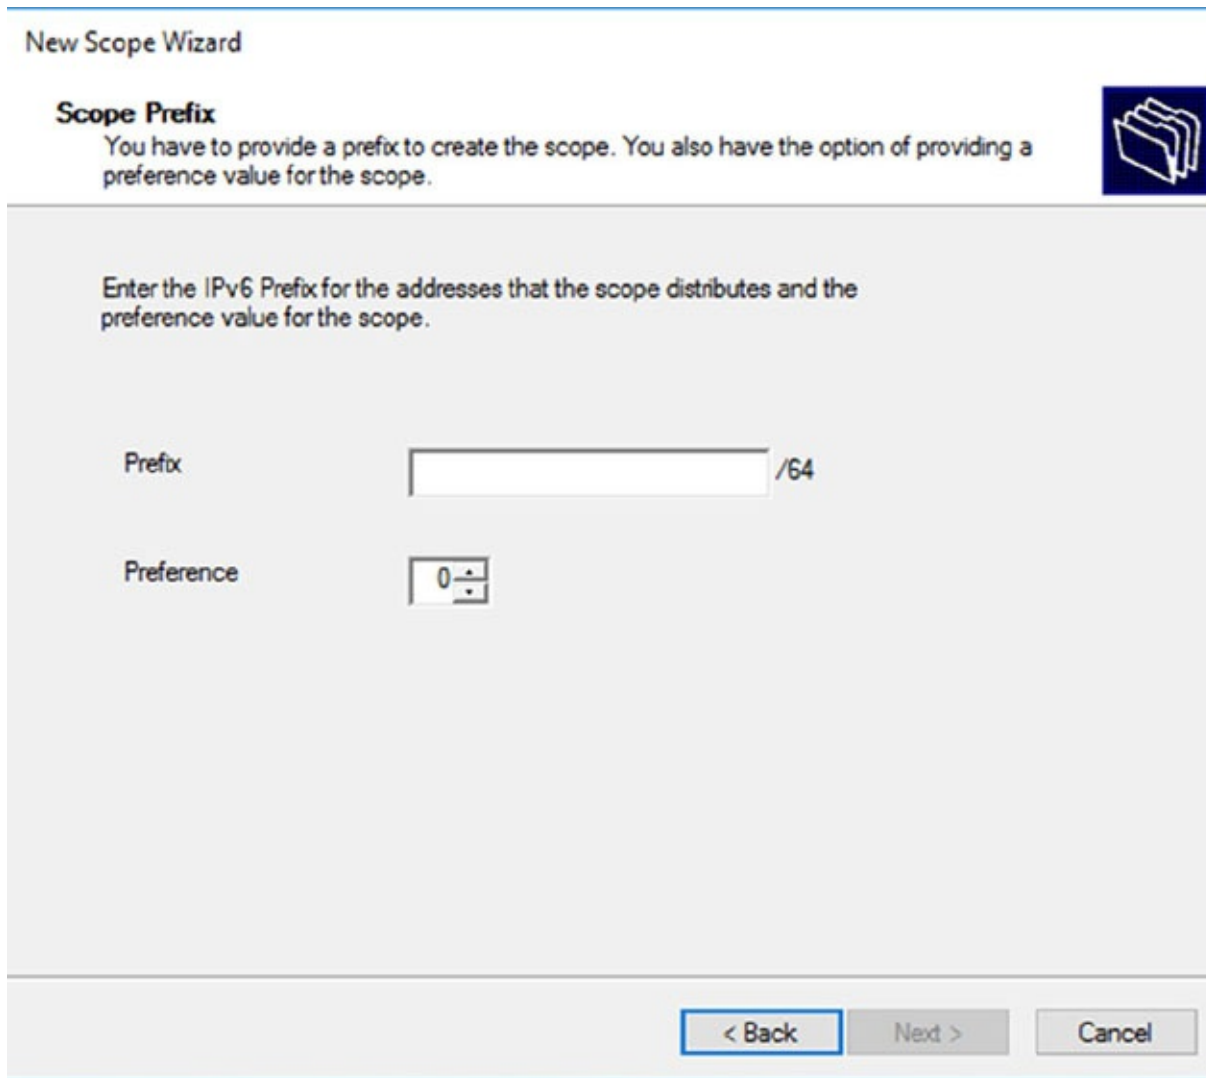 New Scope Wizard
Scope Prefix
You have to provide a prefix to create the scope. You also have the option of providing a
preference value for the scope.
Enter the IPv6 Prefix for the addresses that the scope distributes and the
preference value for the scope.
Prefix /64
Preference 0
< Back Next > Cancel